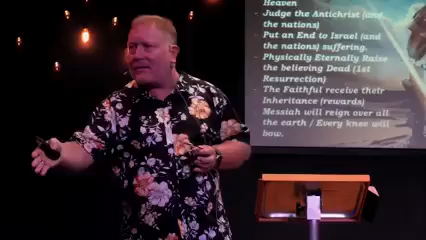 Heaven
- Judge the Antichrist (and
the nations)
- Put an End to Israel (and
the nations) suffering.
- Physically Eternally Raise
the believing Dead (1st
Resurrection)
- The Faithful receive their
Inheritance (rewards)
Messiah will reign over all
the earth / Every knee will
bow.